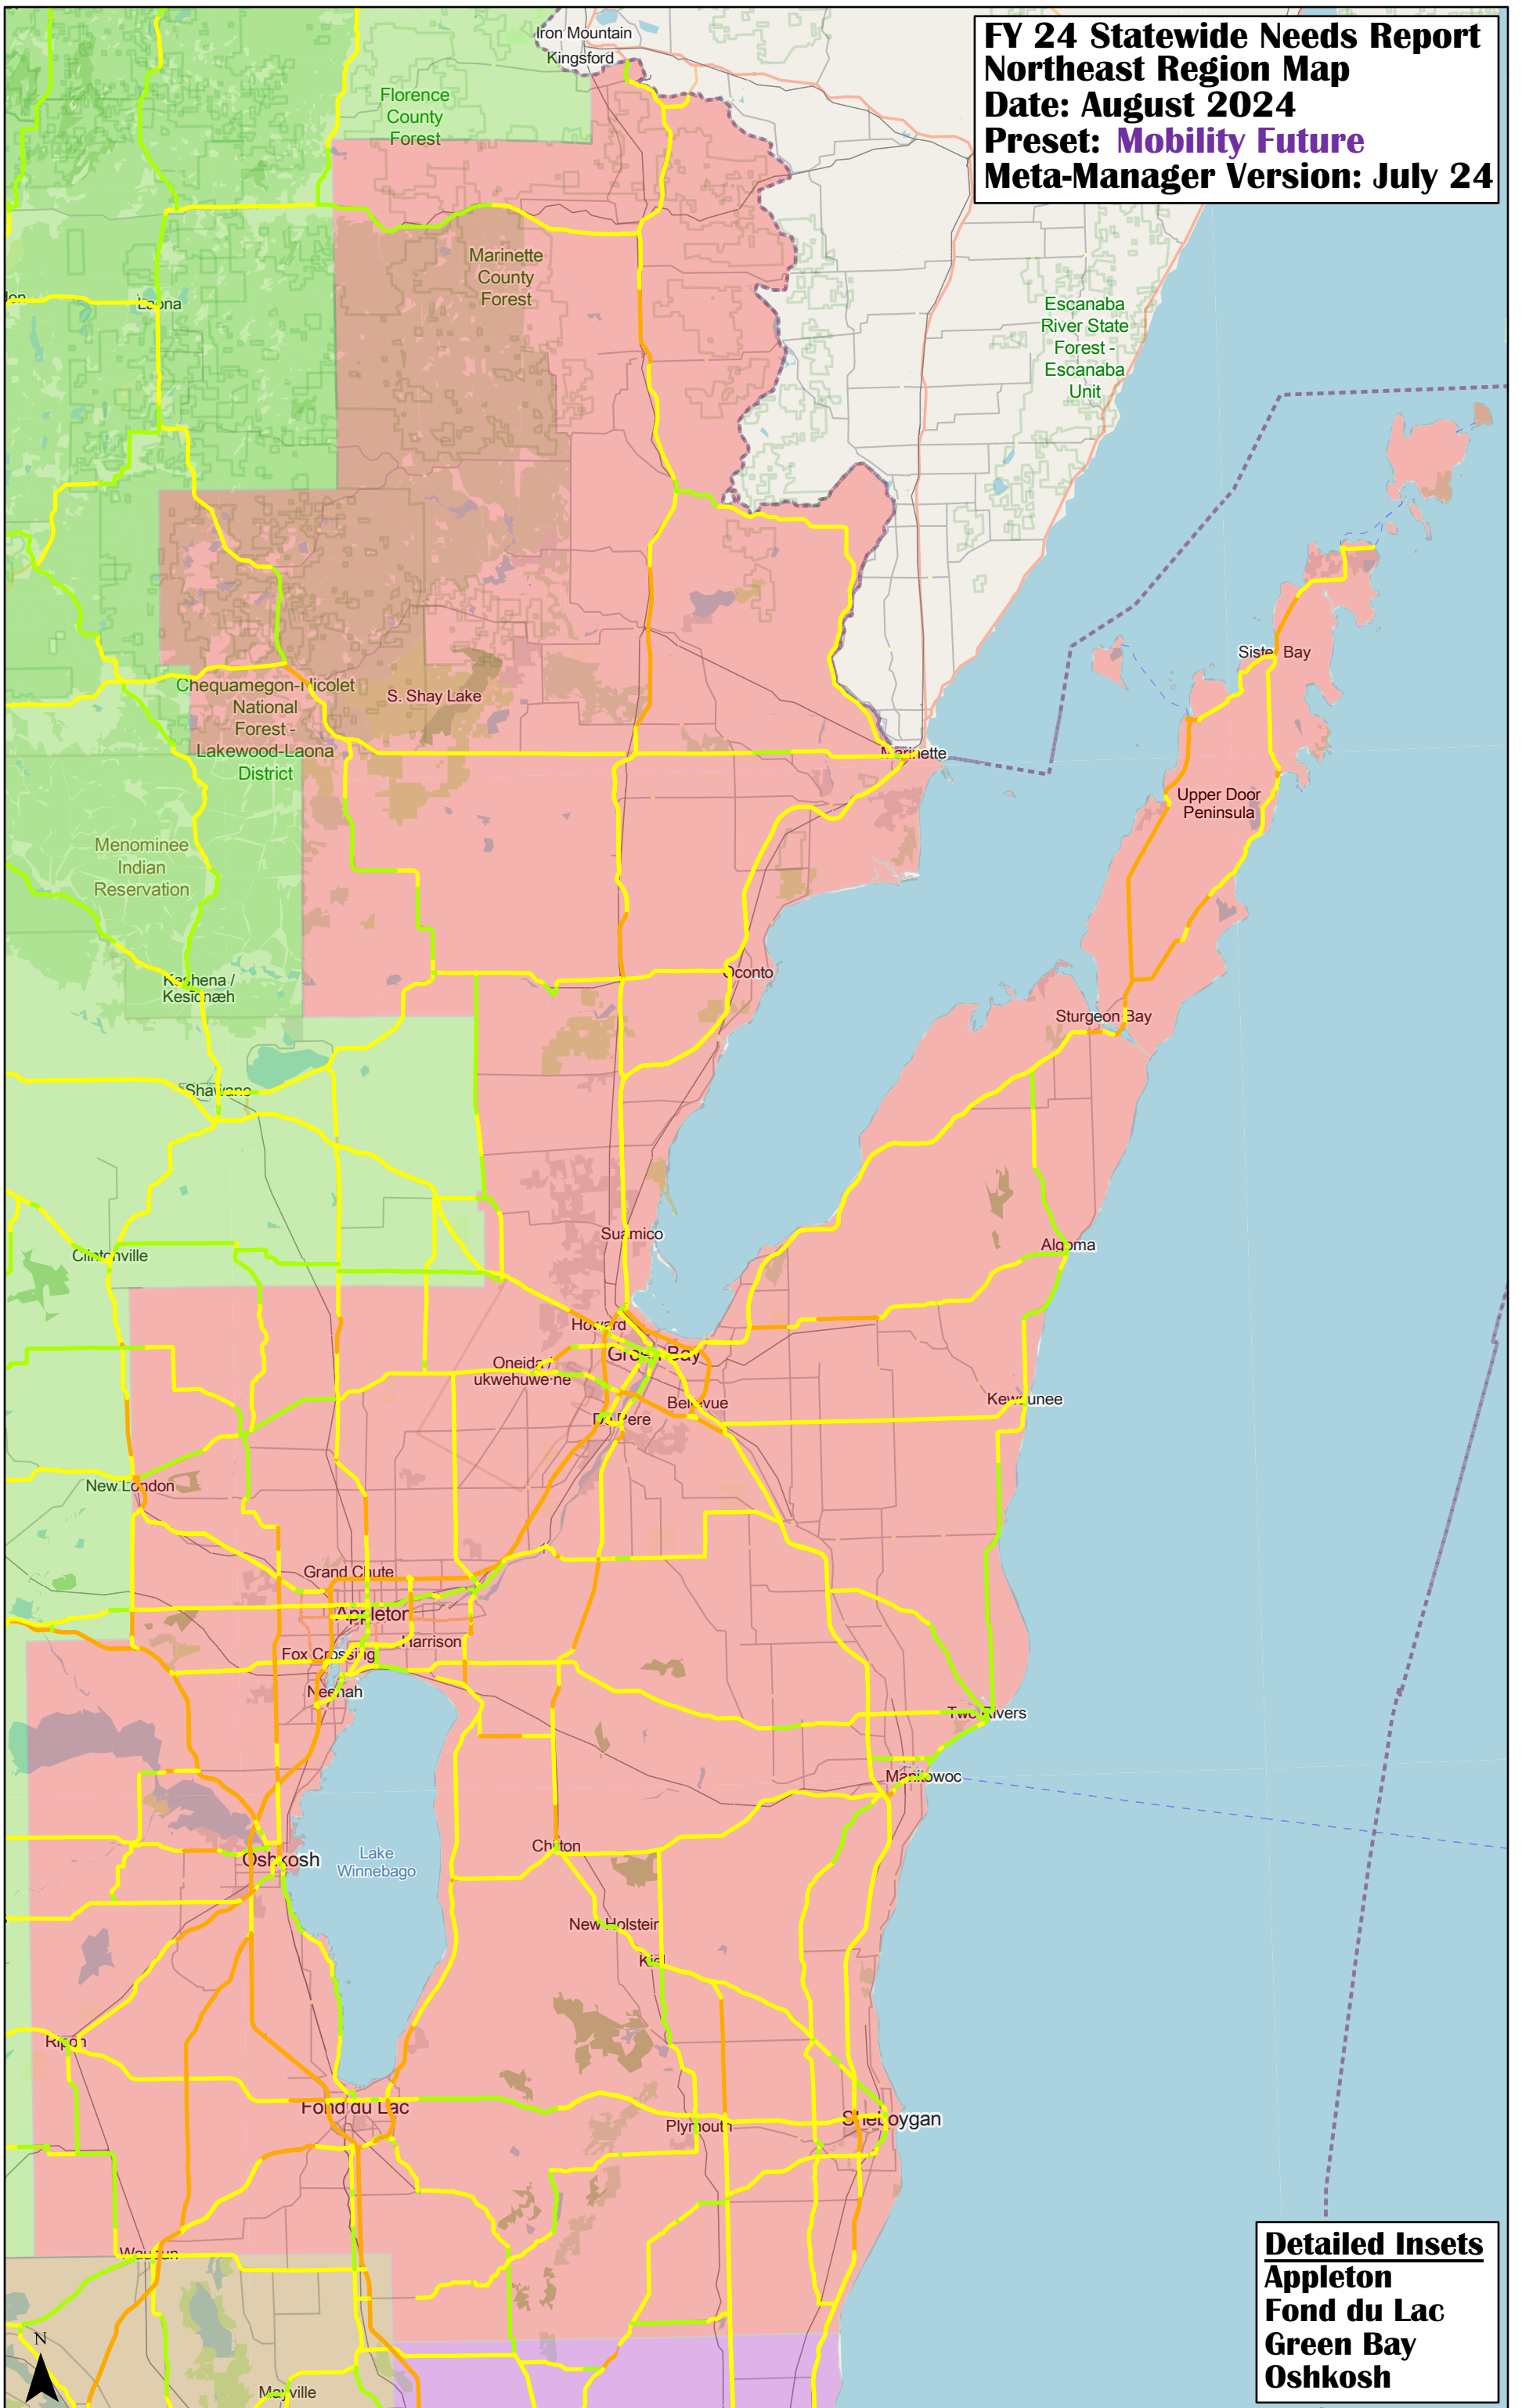 FY 24 Statewide Needs Report
Northeast Region Map
Date: August 2024
Preset: Mobility Future
Meta-Manager Version: July 24
Iron Mountain
Kingsford
Florence
County
Forest
Marinette
County
Forest
Laona
Escanaba
River State
Forest -
Escanaba
Unit
Sister Bay
Chequamegon-Nicolet
National
Forest -
Lakewood-Laona
District
S. Shay Lake
Marinette
Upper Door
Peninsula
Menominee
Indian
Reservation
Keshena /
Kesīqnæh
Oconto
Sturgeon Bay
Shawano
Suamico
Algoma
Clintonville
Howard
Green Bay
Oneida /
ukwehuwe·ne
Bellevue
De Pere
Kewaunee
New London
Grand Chute
Appleton
Harrison
Fox Crossing
Neenah
Two Rivers
Manitowoc
Chilton
Oshkosh
Lake
Winnebago
New Holstein
Kiel
Ripon
Fond du Lac
Plymouth
Sheboygan
Waupun
Mayville
N
Detailed Insets
Appleton
Fond du Lac
Green Bay
Oshkosh